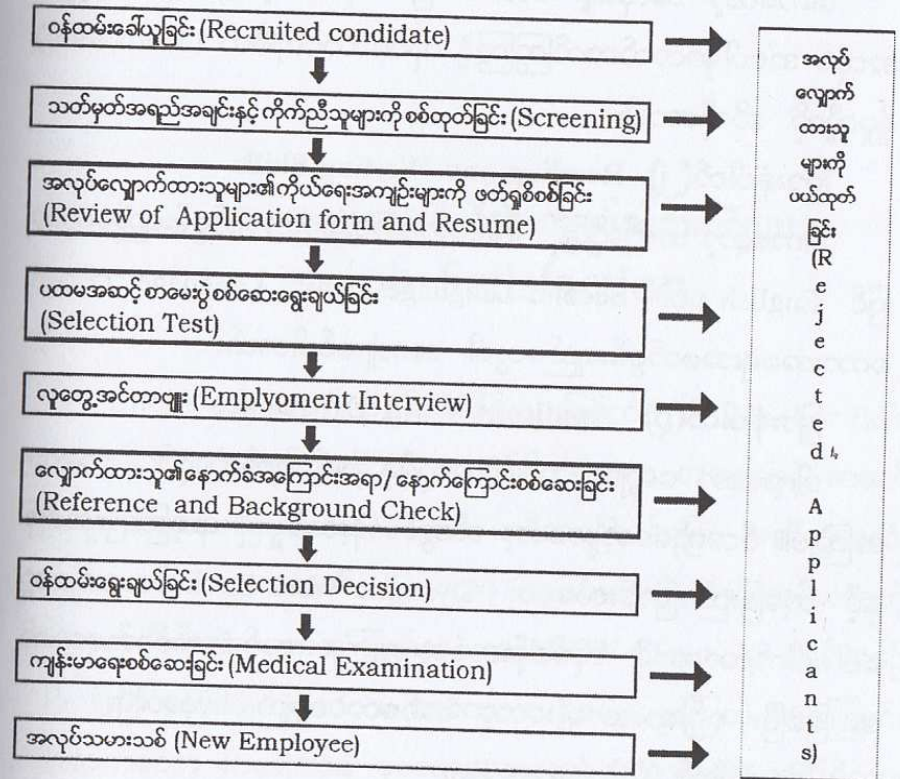 ဝန်ထမ်းခေါ်ယူခြင်း (Recruited condidate)
သတ်မှတ်အရည်အချင်းနှင့် ကိုက်ညီသူများကို စစ်ထုတ်ခြင်း (Screening)
အလုပ်လျှောက်ထားသူများ၏ ကိုယ်ရေးအကျဉ်းများကို ဖတ်ရှုစိစစ်ခြင်း
(Review of Application form and Resume)
ပထမအဆင့် စာမေးပွဲ စစ်ဆေးရွေးချယ်ခြင်း
(Selection Test)
လူတွေ့အင်တာဗျူး (Emplyoment Interview)
လျှောက်ထားသူ၏ နောက်ခံအကြောင်းအရာ/ နောက်ကြောင်းစစ်ဆေးခြင်း
(Reference and Background Check)
ဝန်ထမ်းရွေးချယ်ခြင်း (Selection Decision)
ကျန်းမာရေးစစ်ဆေးခြင်း (Medical Examination)
အလုပ်သမားသစ် (New Employee)
အလုပ်
လျှောက်
ထားသူ
များကို
ပယ်ထုတ်
ခြင်း
(R
e
j
e
c
t
e
d
A
p
p
l
i
c
a
n
t
s)